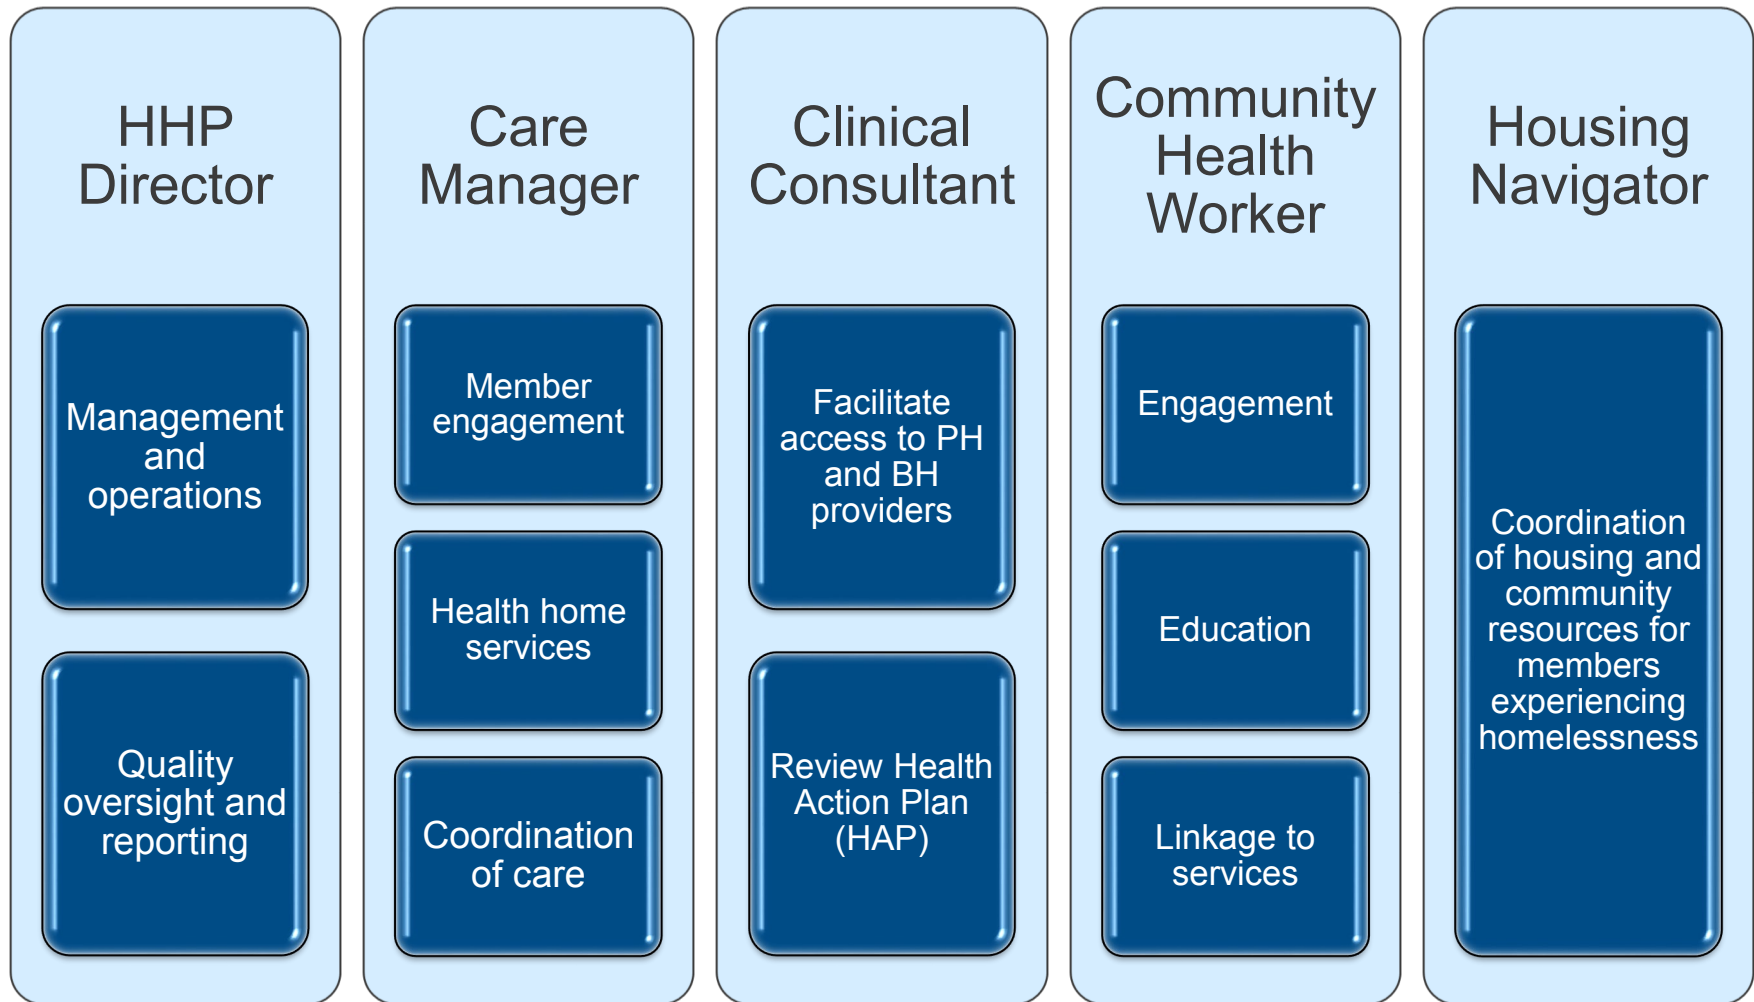 HHP
Director
Management
and
operations
Quality
oversight and
reporting
Care
Manager
Member
engagement
Health home
services
Coordination
of care
Clinical
Consultant
Facilitate
access to PH
and BH
providers
Review Health
Action Plan
(HAP)
Community
Health
Worker
Engagement
Education
Linkage to
services
Housing
Navigator
Coordination
of housing and
community
resources for
members
experiencing
homelessness